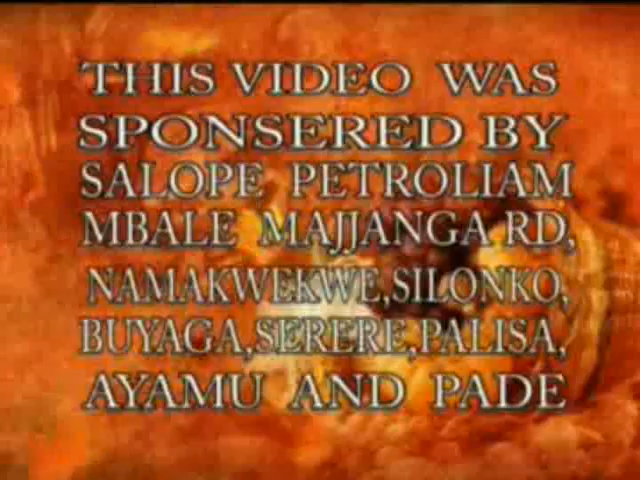 THIS VIDEO WAS
SPONSERED BY
SALOPE PETROLIAM
MBALE MAJJANGA RD,
NAMAKWEKWE,SILONKO,
BUYAGA,SERERE,PALISA,
AYAMU AND PADE